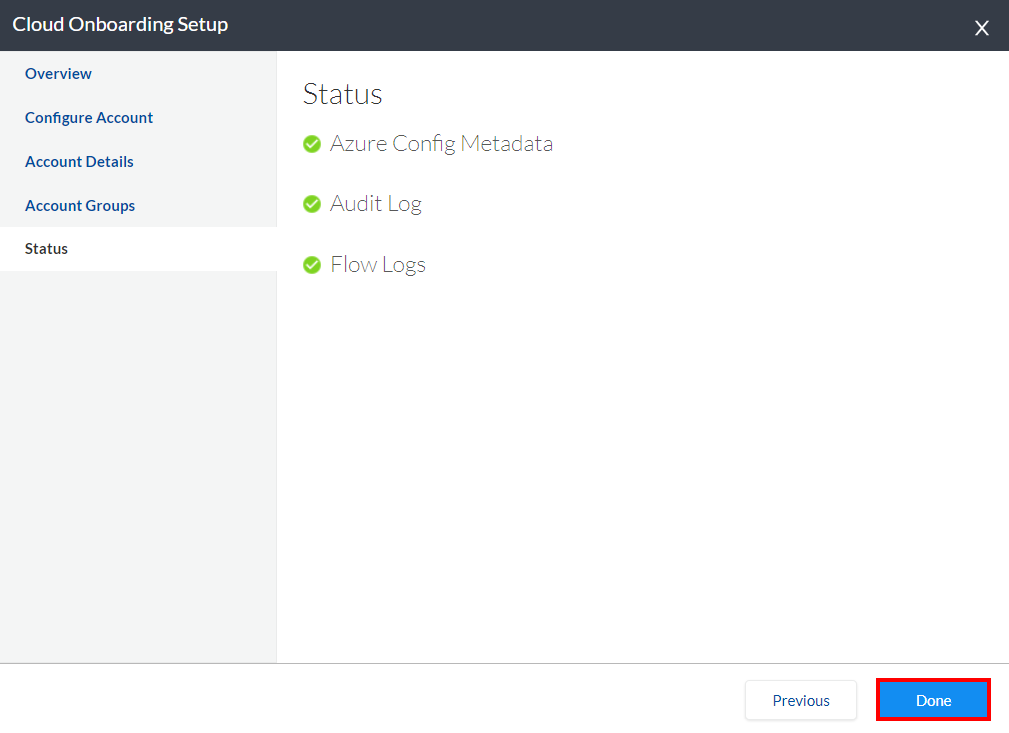 Cloud Onboarding Setup
X
Overview
Configure Account
Account Details
Account Groups
Status
Status
Azure Config Metadata
Audit Log
Flow Logs
Previous
Done